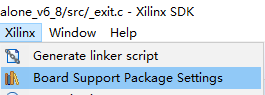 alone_v6_8/src/_exit.c - Xilinx SDK
Xilinx Window Help
Generate linker script
Board Support Package Settings